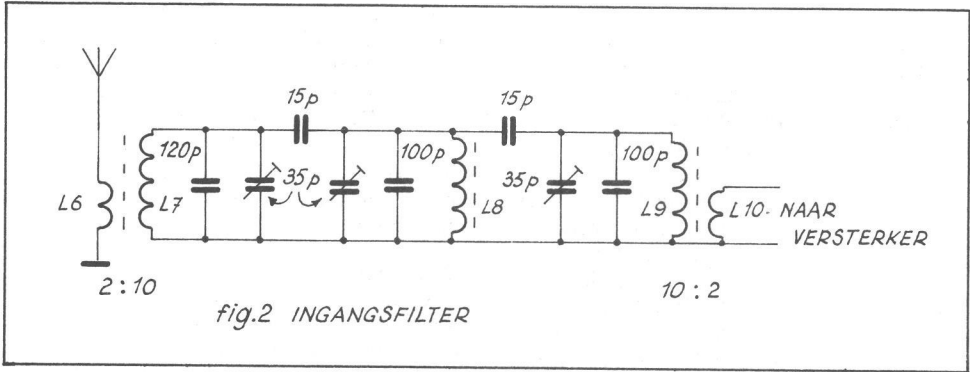 15p
15p
120p
35p
100p
35p
100p
L6
L7
L8
L9
L10- NAAR
VERSTERKER
2:10
10:2
fig.2 INGANGSFILTER